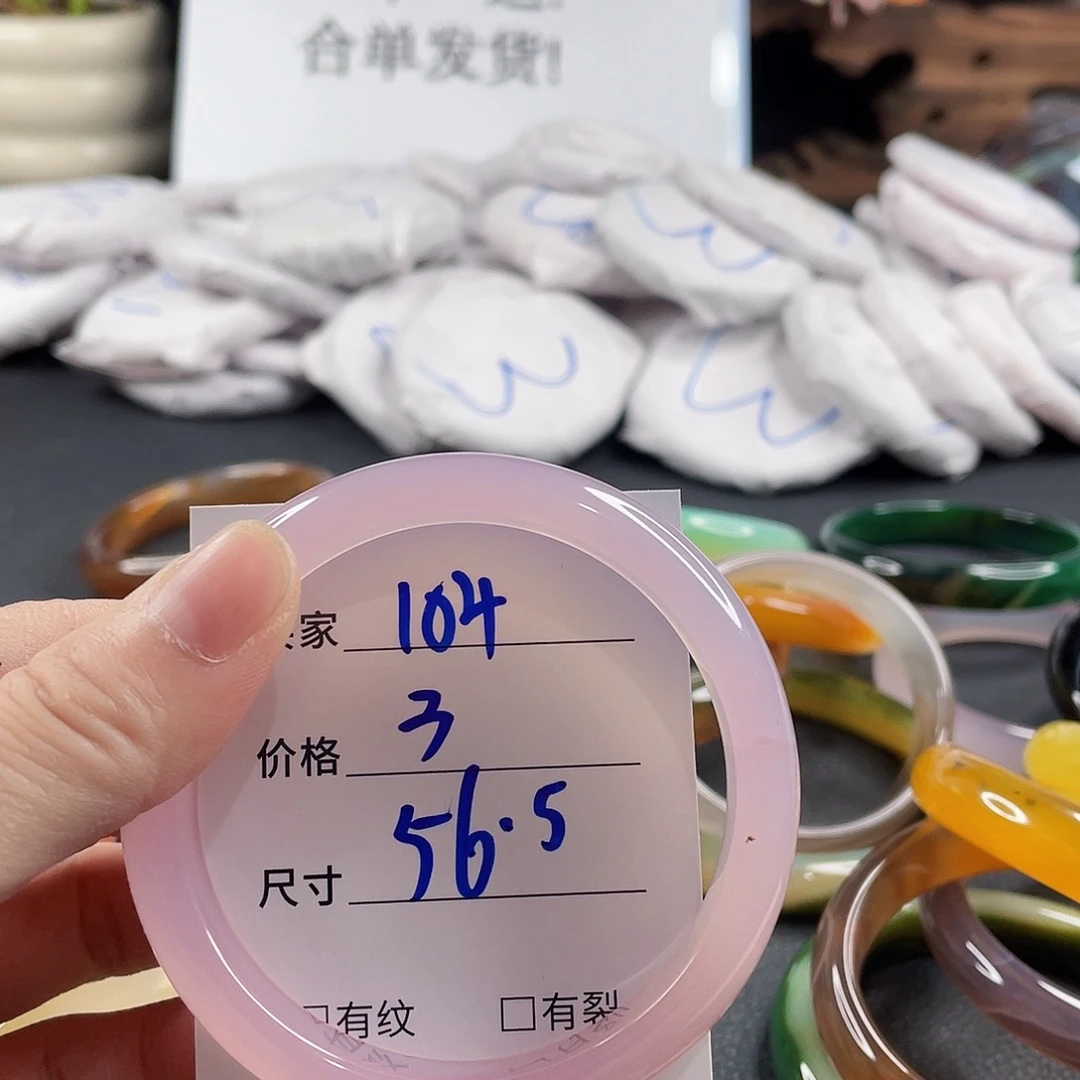 合单发货!
家 104
价格 3
尺寸 56.5
□有纹 □有裂